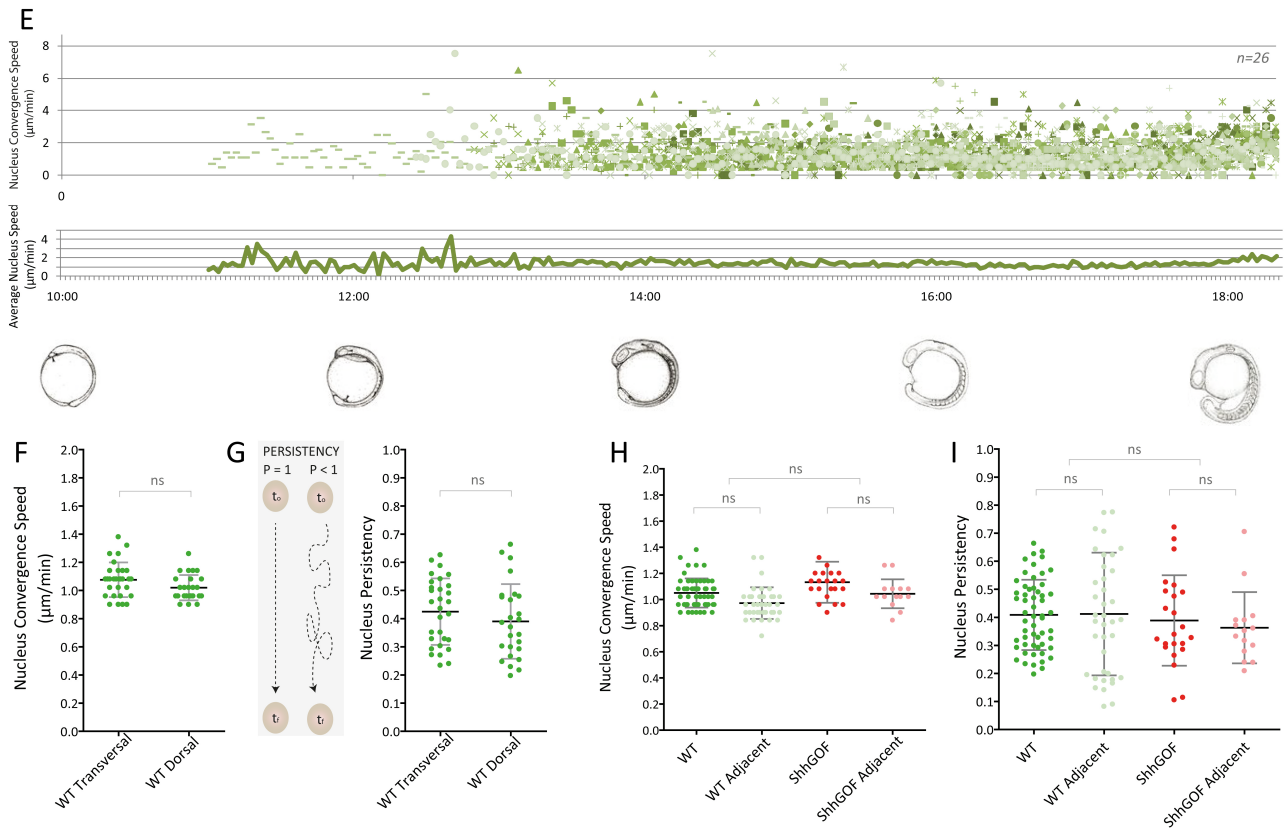 E
Nucleus Convergence Speed
(μm/min)
8
6
4
2
0
0
n=26
Average Nucleus Speed
(μm/min)
4
2
0
10:00
12:00
14:00
16:00
18:00
F
Nucleus Convergence Speed
(μm/min)
2.0
1.8
1.6
1.4
1.2
1.0
0.8
0.6
0.4
0.2
0.0
ns
WT Transversal
WT Dorsal
G
PERSISTENCY
P = 1
P < 1
to
to
tf
tf
Nucleus Persistency
1.0
0.9
0.8
0.7
0.6
0.5
0.4
0.3
0.2
0.1
0.0
ns
WT Transversal
WT Dorsal
H
Nucleus Convergence Speed
(μm/min)
2.0
1.8
1.6
1.4
1.2
1.0
0.8
0.6
0.4
0.2
0.0
ns
ns
ns
WT
WT Adjacent
ShhGOF
ShhGOF Adjacent
I
Nucleus Persistency
1.0
0.9
0.8
0.7
0.6
0.5
0.4
0.3
0.2
0.1
0.0
ns
ns
ns
WT
WT Adjacent
ShhGOF
ShhGOF Adjacent